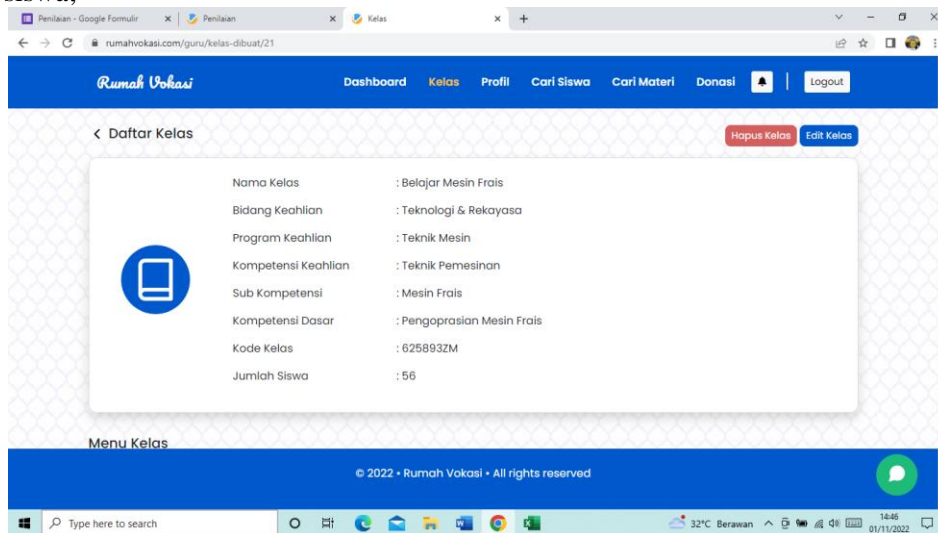 siswa,
Penilaian - Google Formulir
Penilaian
Kelas
rumahvokasi.com/guru/kelas-dibuat/21
Rumah Vokasi
Dashboard Kelas Profil Cari Siswa Cari Materi Donasi Logout
Daftar Kelas
Hapus Kelas Edit Kelas
Nama Kelas : Belajar Mesin Frais
Bidang Keahlian : Teknologi & Rekayasa
Program Keahlian : Teknik Mesin
Kompetensi Keahlian : Teknik Pemesinan
Sub Kompetensi : Mesin Frais
Kompetensi Dasar : Pengoprasian Mesin Frais
Kode Kelas : 625893ZM
Jumlah Siswa : 56
Menu Kelas
© 2022 • Rumah Vokasi • All rights reserved
Type here to search
32°C Berawan
14:46
01/11/2022